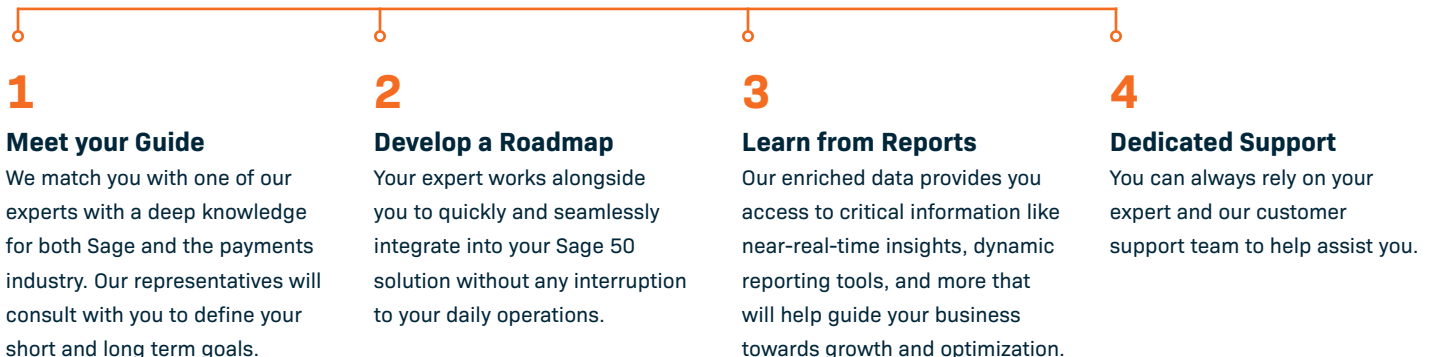 1
Meet your Guide
We match you with one of our
experts with a deep knowledge
for both Sage and the payments
industry. Our representatives will
consult with you to define your
short and long term goals.
2
Develop a Roadmap
Your expert works alongside
you to quickly and seamlessly
integrate into your Sage 50
solution without any interruption
to your daily operations.
3
Learn from Reports
Our enriched data provides you
access to critical information like
near-real-time insights, dynamic
reporting tools, and more that
will help guide your business
towards growth and optimization.
4
Dedicated Support
You can always rely on your
expert and our customer
support team to help assist you.